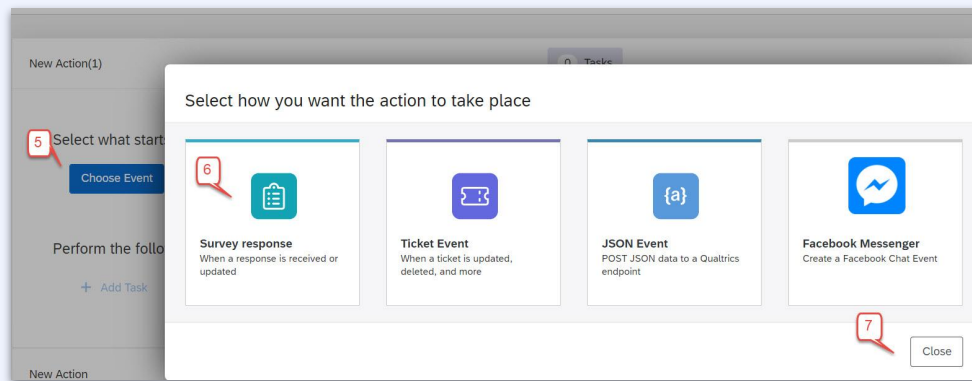 New Action(1)
0 Tasks
Select how you want the action to take place
5
Select what start
Choose Event
6
{a}
Survey response
When a response is received or
updated
Ticket Event
When a ticket is updated,
deleted, and more
JSON Event
POST JSON data to a Qualtrics
endpoint
Facebook Messenger
Create a Facebook Chat Event
Perform the follo
+ Add Task
7
Close
New Action